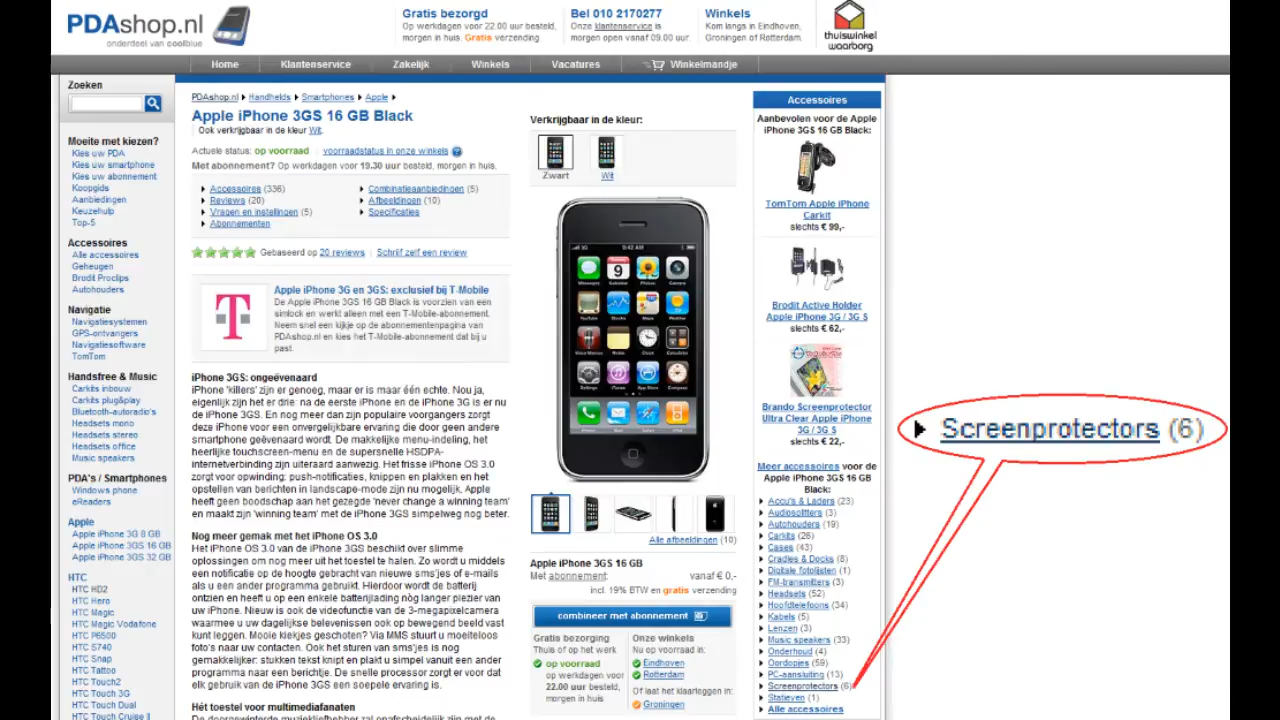 PDAshop.nl
onderdeel van coolblue
Gratis bezorgd
Op werkdagen voor 22.00 uur besteld,
morgen in huis. Gratis verzending
Bel 010 2170277
Onze klantenservice is
morgen open vanaf 09.00 uur.
Winkels
Kom langs in Eindhoven,
Groningen of Rotterdam.
thuiswinkel
waarborg
Home
Klantenservice
Zakelijk
Winkels
Vacatures
Winkelmandje
Zoeken
Moeite met kiezen?
Kies uw PDA
Kies uw smartphone
Kies uw abonnement
Koopgids
Aanbiedingen
Keuzehulp
Top-5
Accessoires
Alle accessoires
Geheugen
Brodit Proclips
Autohouders
Navigatie
Navigatiesystemen
GPS-ontvangers
Navigatiesoftware
TomTom
Handsfree & Music
Carkits inbouw
Carkits plug&play
Bluetooth-autoradio's
Headsets mono
Headsets stereo
Headsets office
Music speakers
PDA's / Smartphones
Windows phone
eReaders
Apple
Apple iPhone 3G 8 GB
Apple iPhone 3GS 16 GB
Apple iPhone 3GS 32 GB
HTC
HTC HD2
HTC Hero
HTC Magic
HTC Magic Vodafone
HTC P6500
HTC S740
HTC Snap
HTC Tattoo
HTC Touch2
HTC Touch 3G
HTC Touch Dual
HTC Touch Cruise II
PDAshop.nl Handhelds Smartphones Apple
Apple iPhone 3GS 16 GB Black
Ook verkrijgbaar in de kleur Wit.
Actuele status: op voorraad voorraadstatus in onze winkels
Met abonnement? Op werkdagen voor 19.30 uur besteld, morgen in huis.
Accessoires (336)
Reviews (20)
Vragen en instellingen (5)
Abonnementen
Combinatieaanbiedingen (5)
Afbeeldingen (10)
Specificaties
Gebaseerd op 20 reviews Schrijf zelf een review
T
Apple iPhone 3G en 3GS: exclusief bij T-Mobile
De Apple iPhone 3GS 16 GB Black is voorzien van een
simlock en werkt alleen met een T-Mobile-abonnement.
Neem snel een kijkje op de abonnementenpagina van
PDAshop.nl en kies het T-Mobile-abonnement dat bij u
past.
iPhone 3GS: ongeëvenaard
iPhone 'killers' zijn er genoeg, maar er is maar één echte. Nou ja,
eigenlijk zijn het er drie: na de eerste iPhone en de iPhone 3G is er nu
de iPhone 3GS. En nog meer dan zijn populaire voorgangers zorgt
deze iPhone voor een onvergelijkbare ervaring die door geen andere
smartphone geëvenaard wordt. De makkelijke menu-indeling, het
heerlijke touchscreen-menu en de supersnelle HSDPA-
internetverbinding zijn uiteraard aanwezig. Het frisse iPhone OS 3.0
zorgt voor opwinding: push-notificaties, knippen en plakken en het
opstellen van berichten in landscape-mode zijn nu mogelijk. Apple
heeft geen boodschap aan het gezegde 'never change a winning team'
en maakt zijn 'winning team' met de iPhone 3GS simpelweg nog beter.
Nog meer gemak met het iPhone OS 3.0
Het iPhone OS 3.0 van de iPhone 3GS beschikt over slimme
oplossingen om nog meer uit het toestel te halen. Zo wordt u middels
een notificatie op de hoogte gebracht van nieuwe sms'jes of e-mails
als u een ander programma gebruikt. Hierdoor wordt de batterij
ontzien en heeft u op een enkele batterijlading nòg langer plezier van
uw iPhone. Nieuw is ook de videofunctie van de 3-megapixelcamera
waarmee u uw dagelijkse belevenissen ook op bewegend beeld vast
kunt leggen. Mooie kiekjes geschoten? Via MMS stuurt u moeiteloos
foto's naar uw contacten. Ook het sturen van sms'jes is nog
gemakkelijker: stukken tekst knipt en plakt u simpel vanuit een ander
programma naar een berichtje. De snelle processor zorgt er voor dat
elk gebruik van de iPhone 3GS een soepele ervaring is.
Hét toestel voor multimediafanaten
De doorgewinterde muziekliefhebber zal onafscheidelijk zijn met de
Verkrijgbaar in de kleur:
Zwart
Wit
9:42 AM
9
Alle afbeeldingen (10)
Apple iPhone 3GS 16 GB
Met abonnement: vanaf € 0,-
incl. 19% BTW en gratis verzending
combineer met abonnement
Gratis bezorging
Thuis of op het werk
op voorraad
op werkdagen voor
22.00 uur besteld,
morgen in huis
Onze winkels
Nu op voorraad in:
Eindhoven
Rotterdam
Of laat het klaarleggen in:
Groningen
Accessoires
Aanbevolen voor de Apple
iPhone 3GS 16 GB Black:
TomTom Apple iPhone
Carkit
slechts € 99,-
Brodit Active Holder
Apple iPhone 3G / 3G S
slechts € 62,-
Brando Screenprotector
Ultra Clear Apple iPhone
3G / 3G S
slechts € 22,-
Meer accessoires voor de
Apple iPhone 3GS 16 GB
Black:
Accu's & Laders (23)
Audiosplitters (3)
Autohouders (19)
Carkits (26)
Cases (43)
Cradles & Docks (8)
Digitale fotolijsten (1)
FM-transmitters (3)
Headsets (52)
Hoofdtelefoons (34)
Kabels (5)
Lenzen (3)
Music speakers (33)
Onderhoud (4)
Oordopjes (59)
PC-aansluiting (13)
Screenprotectors (6)
Statieven (1)
Alle accessoires
Screenprotectors (6)